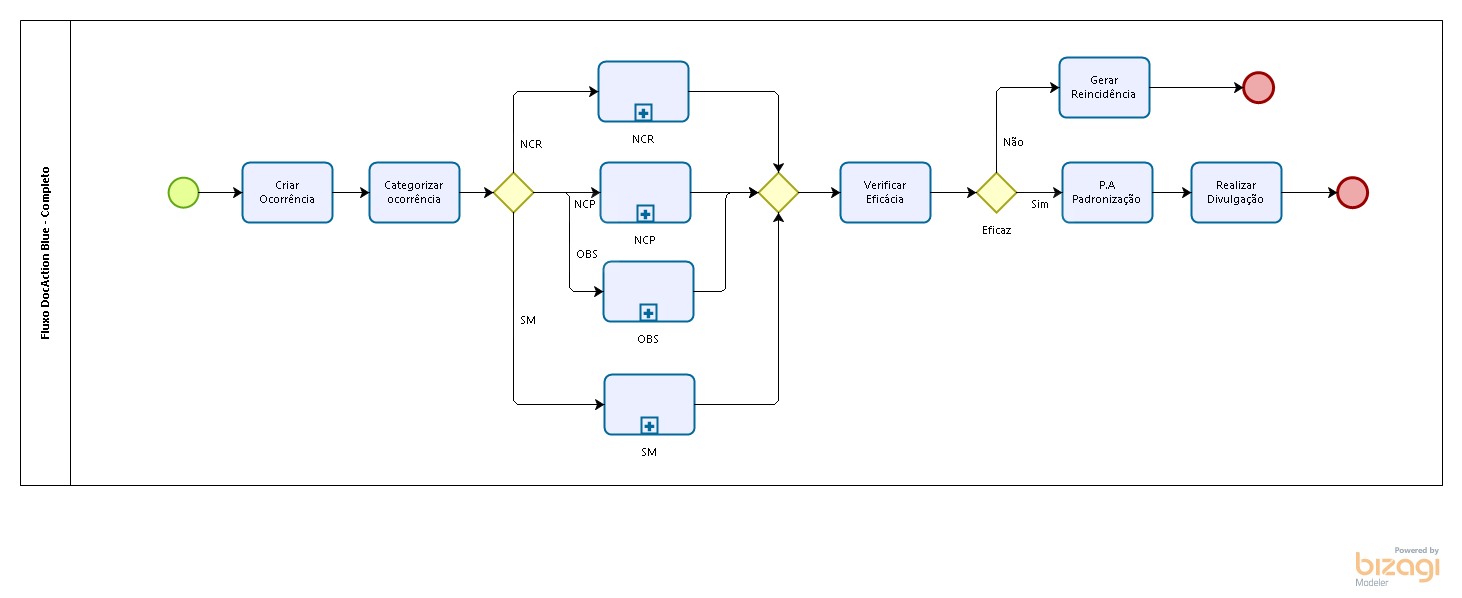 Fluxo DocAction Blue - Completo
Criar
Ocorrência
Categorizar
ocorrência
NCR
NCP
OBS
SM
NCR
NCP
OBS
SM
Verificar
Eficácia
Eficaz
Não
Sim
Gerar
Reincidência
P.A
Padronização
Realizar
Divulgação
Powered by
bizagi
Modeler